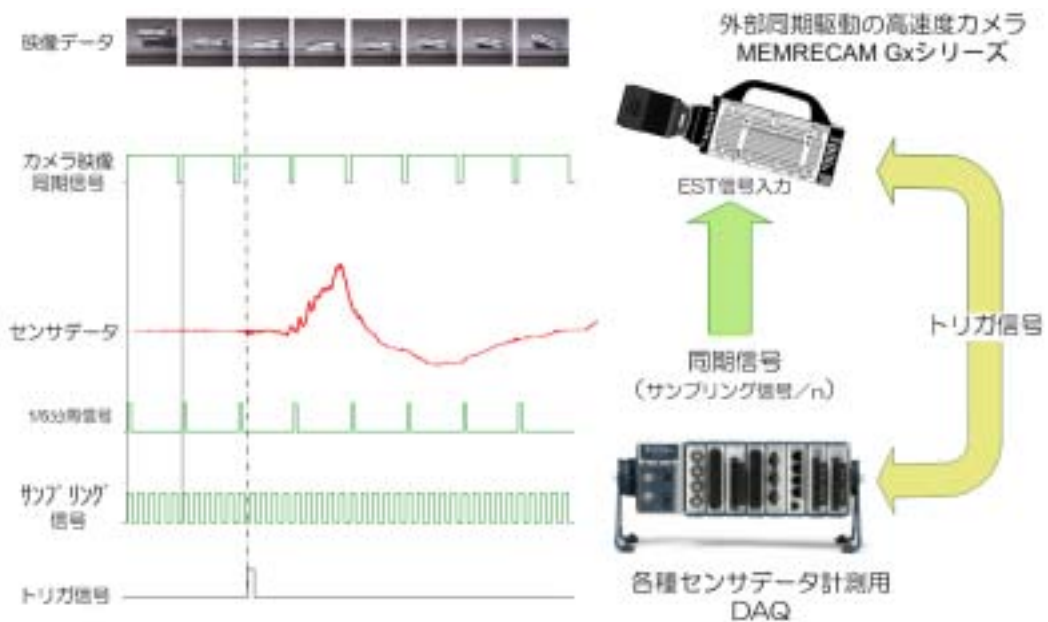 映像データ
カメラ映像
同期信号
センサデータ
1/6分周信号
サンプリング
信号
トリガ信号
外部同期駆動の高速度カメラ
MEMRECAM Gxシリーズ
EST信号入力
トリガ信号
同期信号
(サンプリング信号/n)
各種センサデータ計測用
DAQ